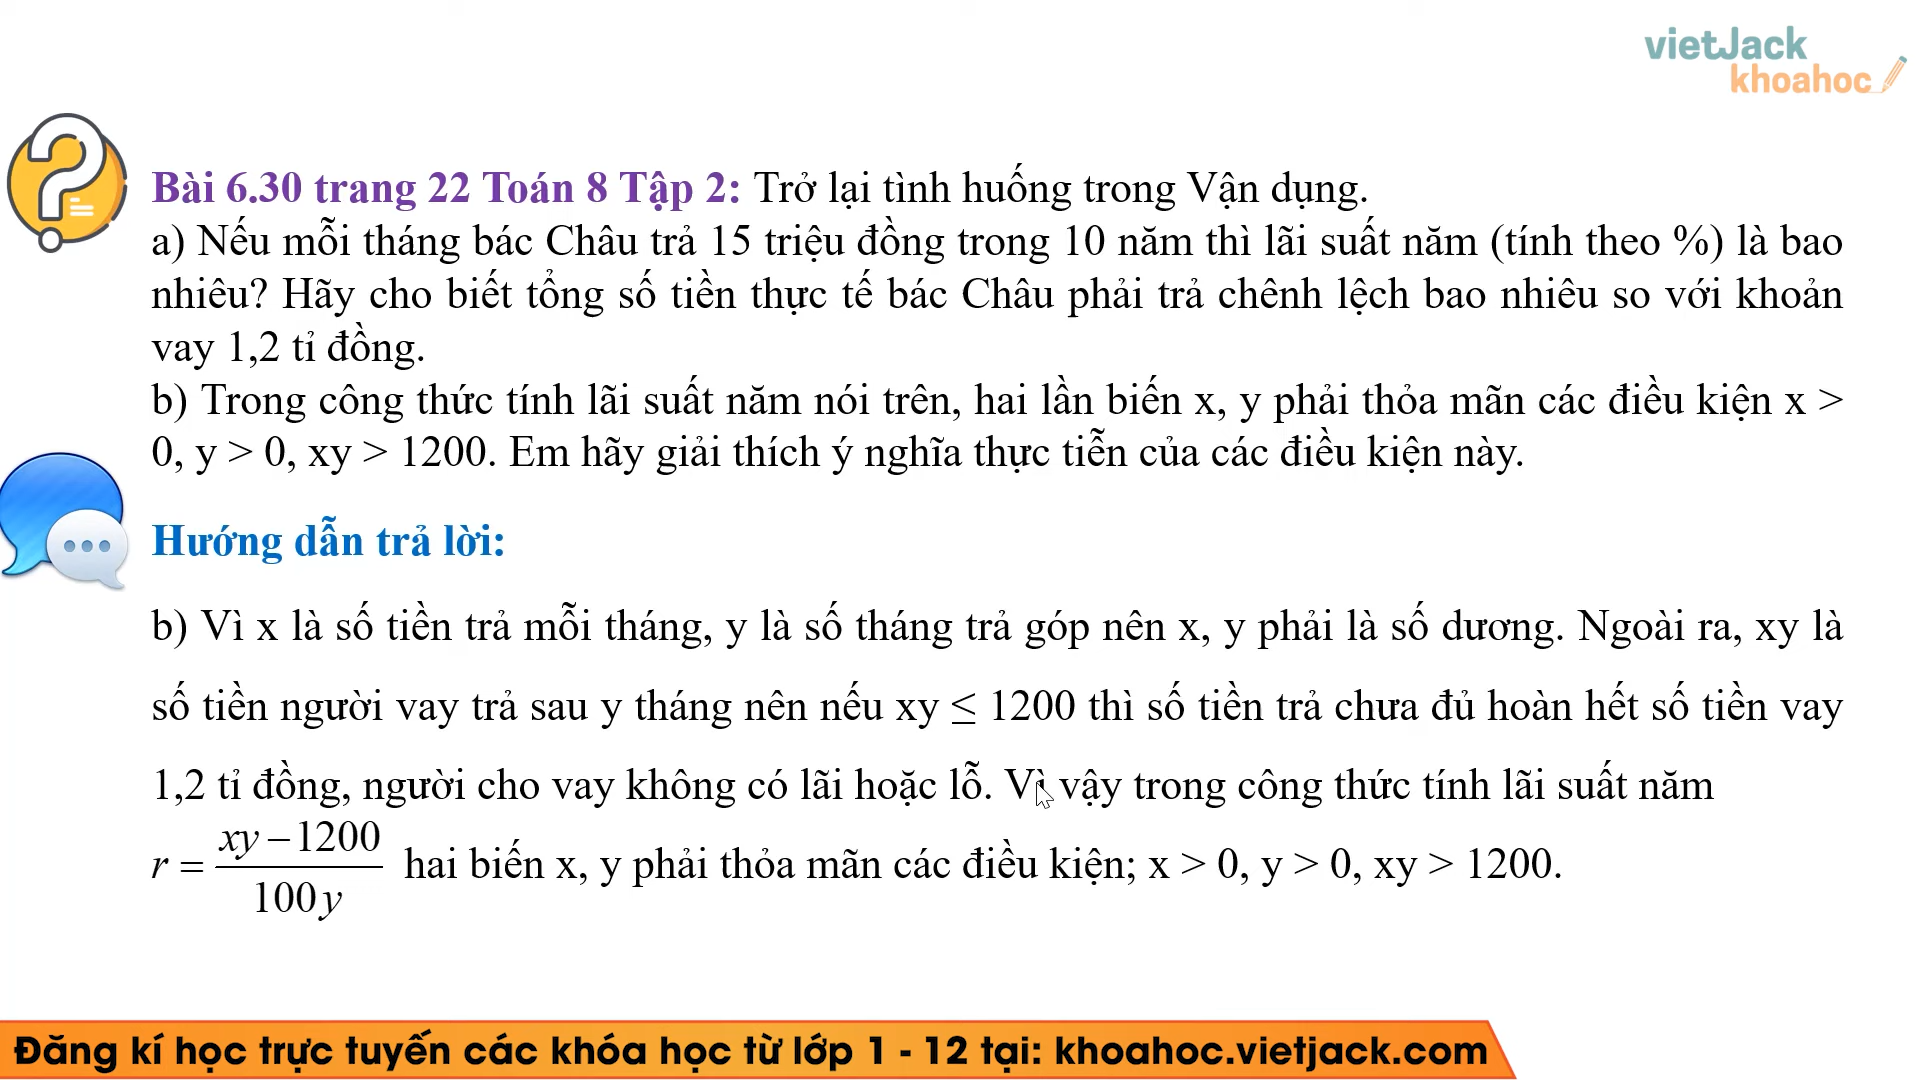 vietJack
khoahoc
Bài 6.30 trang 22 Toán 8 Tập 2: Trở lại tình huống trong Vận dụng.
a) Nếu mỗi tháng bác Châu trả 15 triệu đồng trong 10 năm thì lãi suất năm (tính theo %) là bao
nhiêu? Hãy cho biết tổng số tiền thực tế bác Châu phải trả chênh lệch bao nhiêu so với khoản
vay 1,2 tỉ đồng.
b) Trong công thức tính lãi suất năm nói trên, hai lần biến x, y phải thỏa mãn các điều kiện x >
0, y > 0, xy > 1200. Em hãy giải thích ý nghĩa thực tiễn của các điều kiện này.
Hướng dẫn trả lời:
b) Vì x là số tiền trả mỗi tháng, y là số tháng trả góp nên x, y phải là số dương. Ngoài ra, xy là
số tiền người vay trả sau y tháng nên nếu xy ≤ 1200 thì số tiền trả chưa đủ hoàn hết số tiền vay
1,2 tỉ đồng, người cho vay không có lãi hoặc lỗ. Vì vậy trong công thức tính lãi suất năm
r = (xy – 1200)/(100y) hai biến x, y phải thỏa mãn các điều kiện; x > 0, y > 0, xy > 1200.
Đăng kí học trực tuyến các khóa học từ lớp 1 - 12 tại: khoahoc.vietjack.com